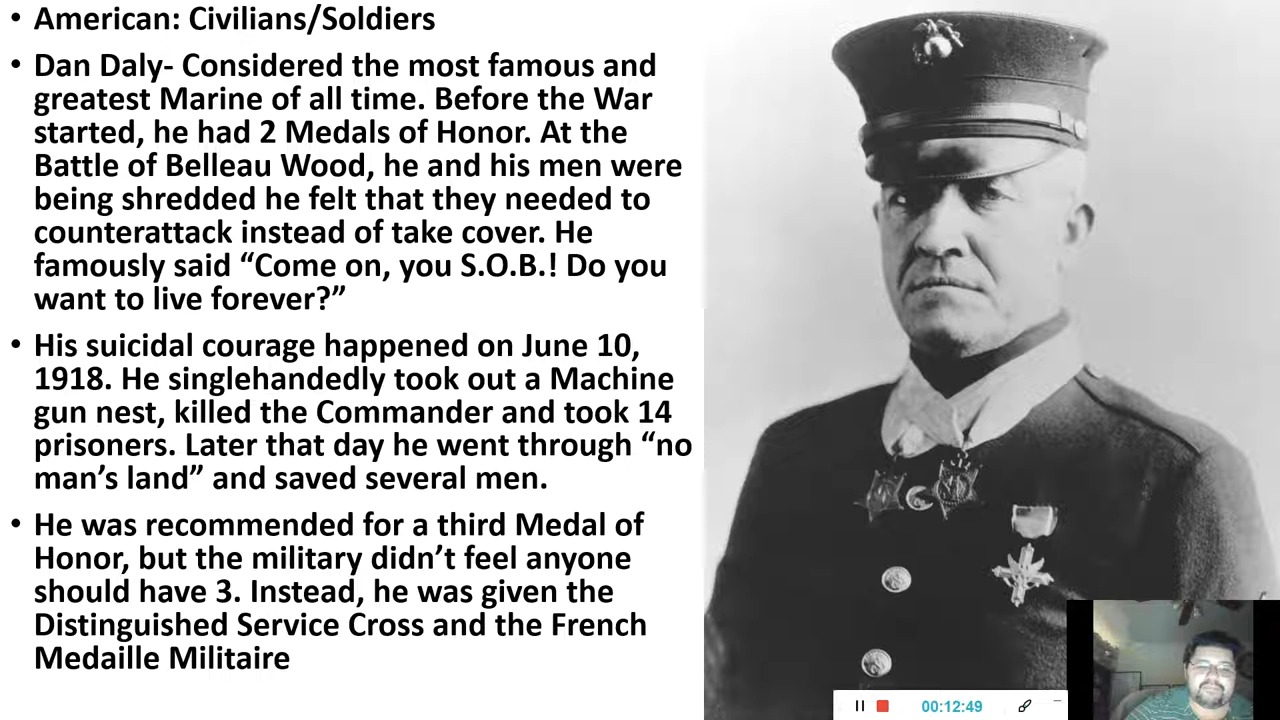 • American: Civilians/Soldiers
• Dan Daly- Considered the most famous and
greatest Marine of all time. Before the War
started, he had 2 Medals of Honor. At the
Battle of Belleau Wood, he and his men were
being shredded he felt that they needed to
counterattack instead of take cover. He
famously said “Come on, you S.O.B.! Do you
want to live forever?”
• His suicidal courage happened on June 10,
1918. He singlehandedly took out a Machine
gun nest, killed the Commander and took 14
prisoners. Later that day he went through “no
man’s land” and saved several men.
• He was recommended for a third Medal of
Honor, but the military didn’t feel anyone
should have 3. Instead, he was given the
Distinguished Service Cross and the French
Medaille Militaire
00:12:49